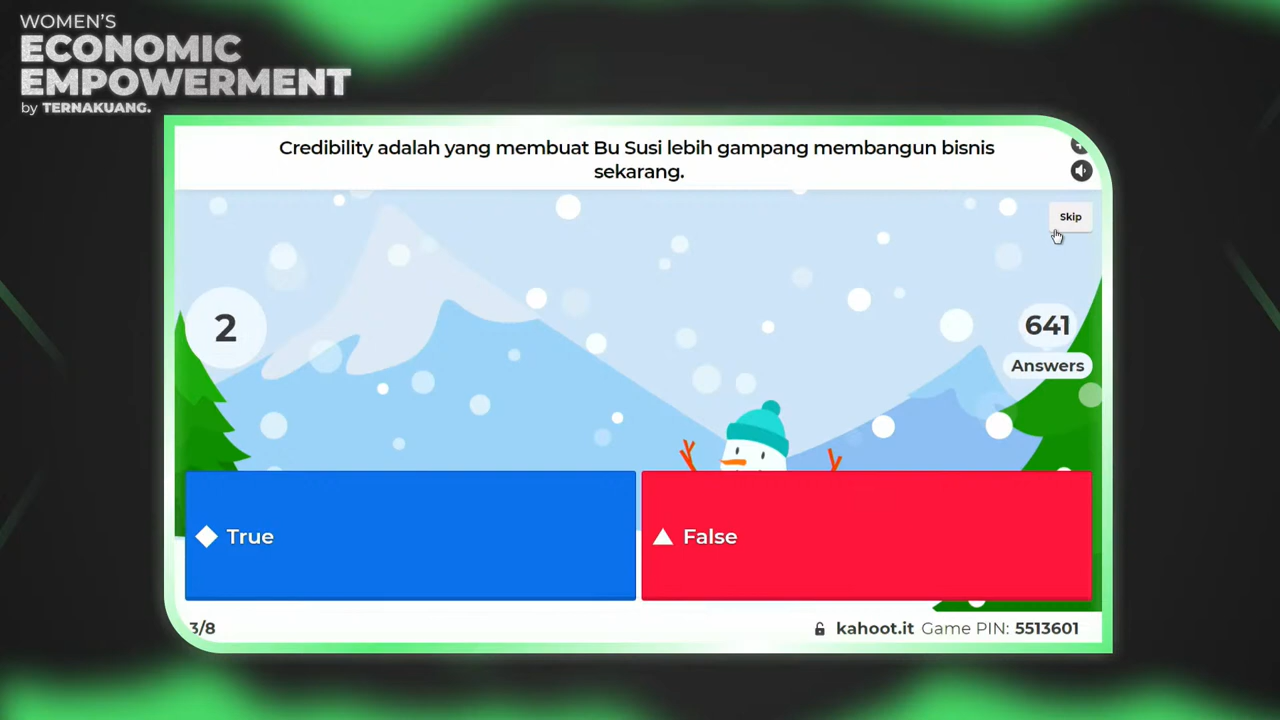 WOMEN'S
ECONOMIC
EMPOWERMENT
by TERNAKUANG.
Credibility adalah yang membuat Bu Susi lebih gampang membangun bisnis
sekarang.
Skip
2
641
Answers
True
False
3/8
kahoot.it Game PIN: 5513601